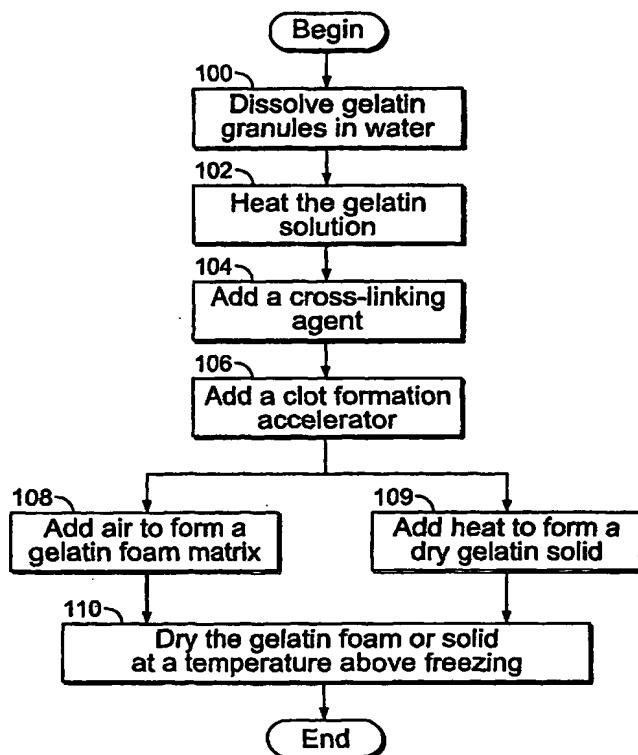 Begin
100
Dissolve gelatin
granules in water
102
Heat the gelatin
solution
104
Add a cross-linking
agent
106
Add a clot formation
accelerator
108
Add air to form a
gelatin foam matrix
109
Add heat to form a
dry gelatin solid
110
Dry the gelatin foam or solid
at a temperature above freezing
End